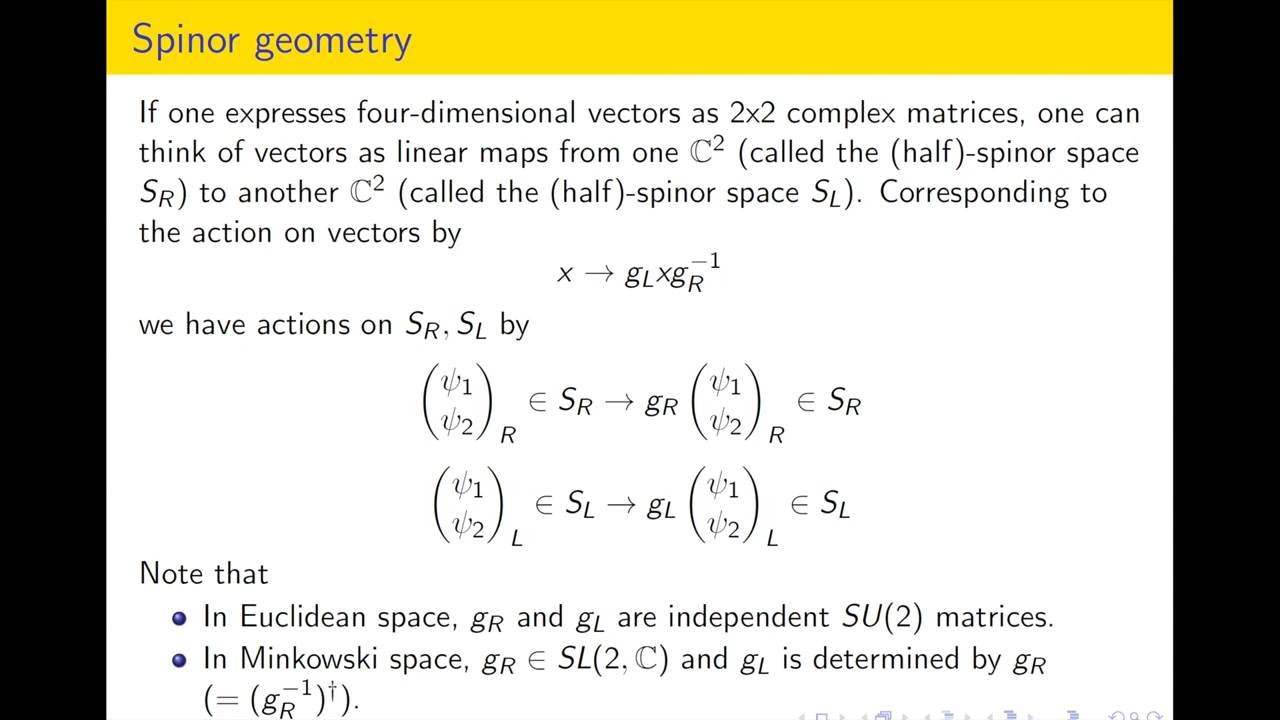 Spinor geometry
If one expresses four-dimensional vectors as 2x2 complex matrices, one can
think of vectors as linear maps from one ℂ² (called the (half)-spinor space
S_R) to another ℂ² (called the (half)-spinor space S_L). Corresponding to
the action on vectors by
x → g_L x g_R^{−1}
we have actions on S_R, S_L by
(ψ₁ ψ₂)_R ∈ S_R → g_R (ψ₁ ψ₂)_R ∈ S_R
(ψ₁ ψ₂)_L ∈ S_L → g_L (ψ₁ ψ₂)_L ∈ S_L
Note that
In Euclidean space, g_R and g_L are independent SU(2) matrices.
In Minkowski space, g_R ∈ SL(2, ℂ) and g_L is determined by g_R
(= (g_R^{−1})^†).